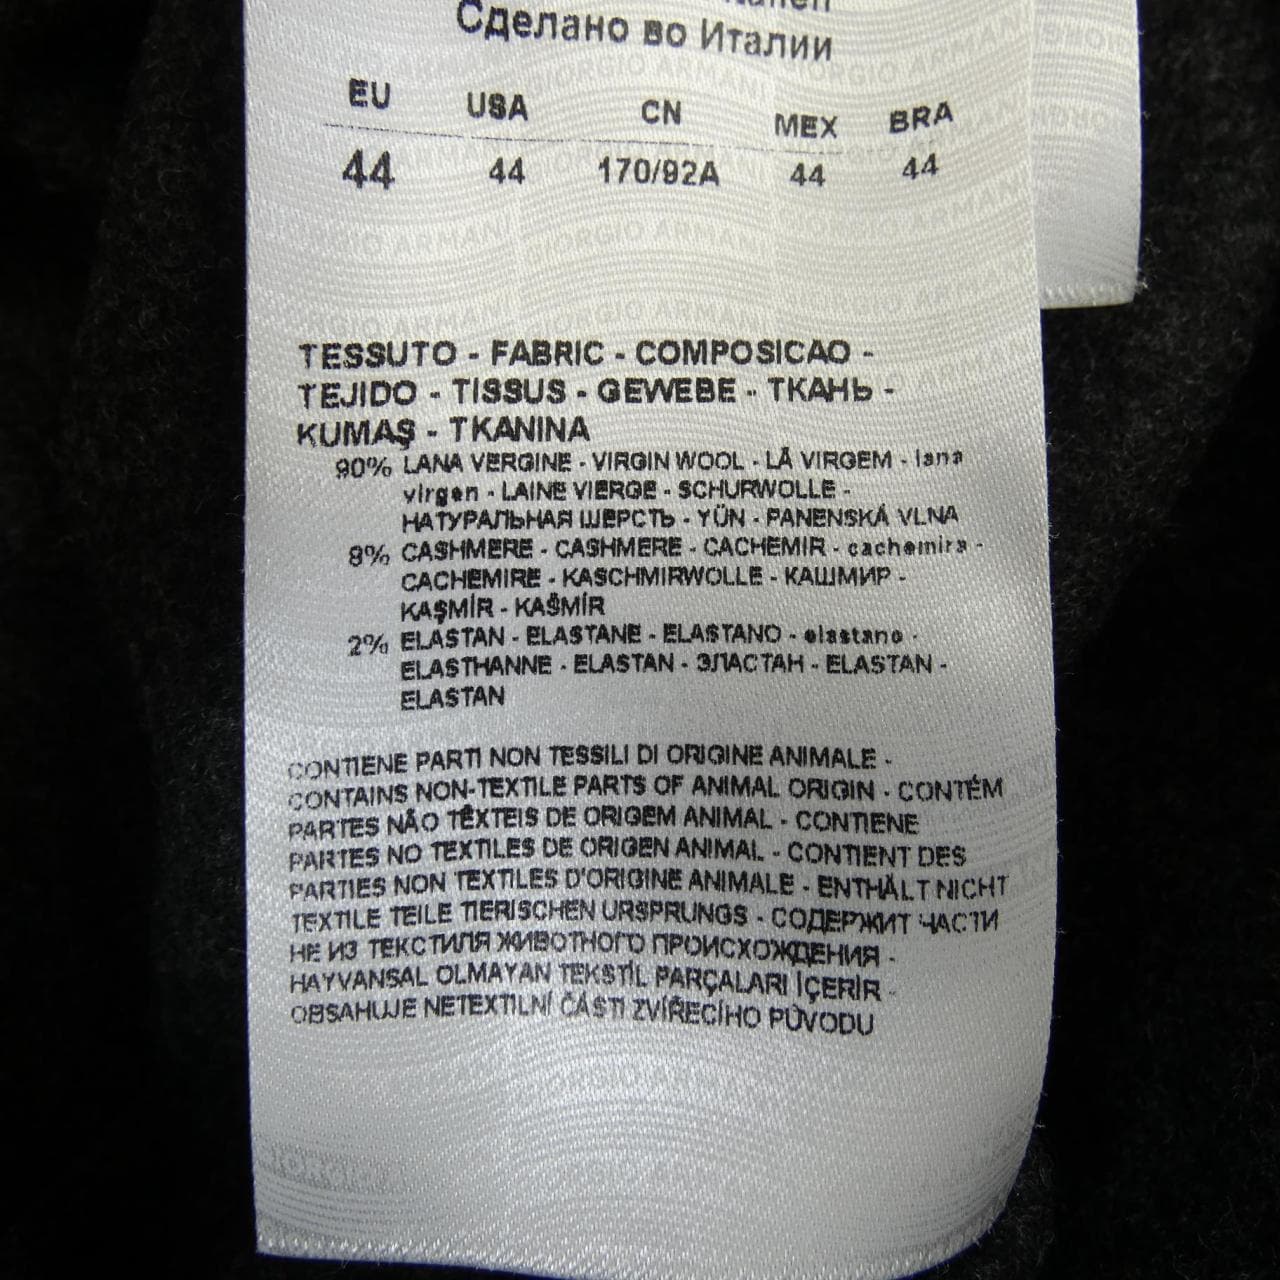 Сделано во Италии
EU USA CN MEX BRA
44 44 170/92A 44 44
TESSUTO - FABRIC - COMPOSICAO -
TEJIDO - TISSUS - GEWEBE - ТКАНЬ -
KUMAŞ - TKANINA
90% LANA VERGINE - VIRGIN WOOL - LÃ VIRGEM - lana
virgen - LAINE VIERGE - SCHURWOLLE -
НАТУРАЛЬНАЯ ШЕРСТЬ - YÜN - PANENSKÁ VLNA
8% CASHMERE - CASHMERE - CACHEMIR - cachemira -
CACHEMIRE - KASCHMIRWOLLE - КАШМИР -
KAŞMİR - KAŠMÍR
2% ELASTAN - ELASTANE - ELASTANO - elastano -
ELASTHANNE - ELASTAN - ЭЛАСТАН - ELASTAN -
ELASTAN
CONTIENE PARTI NON TESSILI DI ORIGINE ANIMALE -
CONTAINS NON-TEXTILE PARTS OF ANIMAL ORIGIN - CONTÉM
PARTES NÃO TÊXTEIS DE ORIGEM ANIMAL - CONTIENE
PARTES NO TEXTILES DE ORIGEN ANIMAL - CONTIENT DES
PARTIES NON TEXTILES D'ORIGINE ANIMALE - ENTHÄLT NICHT
TEXTILE TEILE TIERISCHEN URSPRUNGS - СОДЕРЖИТ ЧАСТИ
НЕ ИЗ ТЕКСТИЛЯ ЖИВОТНОГО ПРОИСХОЖДЕНИЯ -
HAYVANSAL OLMAYAN TEKSTİL PARÇALARI İÇERİR -
OBSAHUJE NETEXTILNÍ ČÁSTI ZVÍŘECÍHO PŮVODU